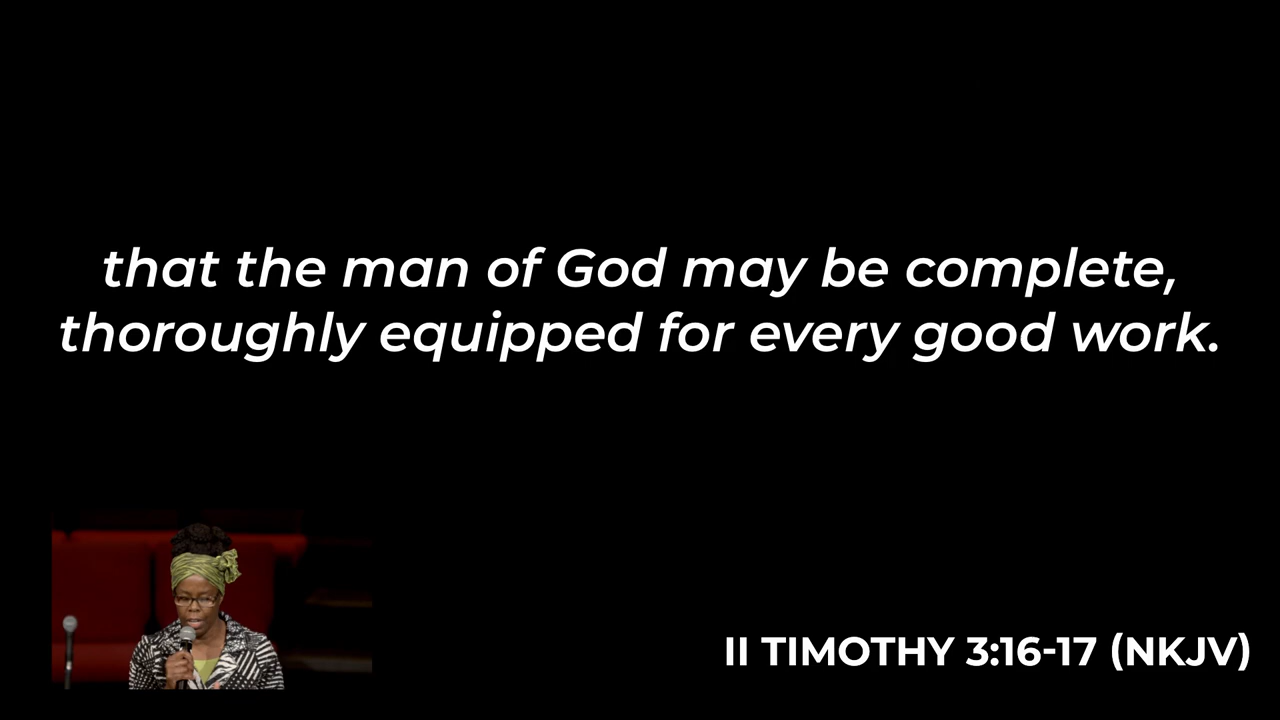 that the man of God may be complete,
thoroughly equipped for every good work.
II TIMOTHY 3:16-17 (NKJV)